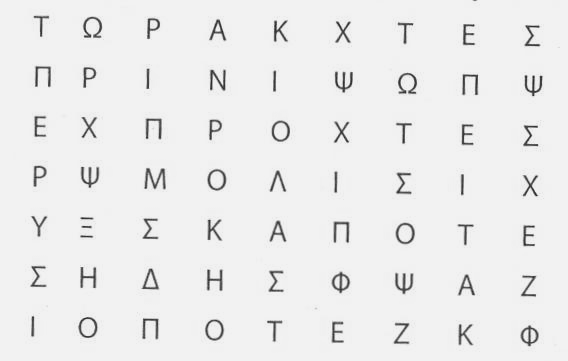 Τ Ω Ρ Α Κ Χ Τ Ε Σ
Π Ρ Ι Ν Ι Ψ Ω Π Ψ
Ε Χ Π Ρ Ο Χ Τ Ε Σ
Ρ Ψ Μ Ο Λ Ι Σ Ι Χ
Υ Ξ Σ Κ Α Π Ο Τ Ε
Σ Η Δ Η Σ Φ Ψ Α Ζ
Ι Ο Π Ο Τ Ε Ζ Κ Φ